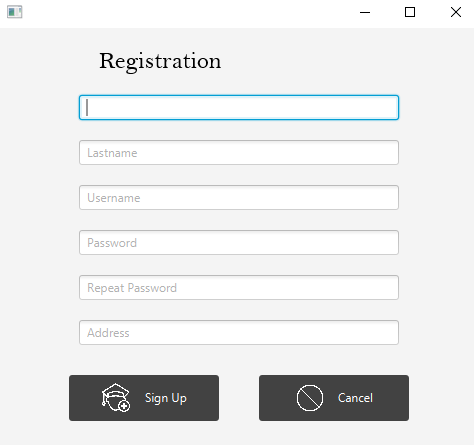 Registration
Lastname
Username
Password
Repeat Password
Address
Sign Up
Cancel